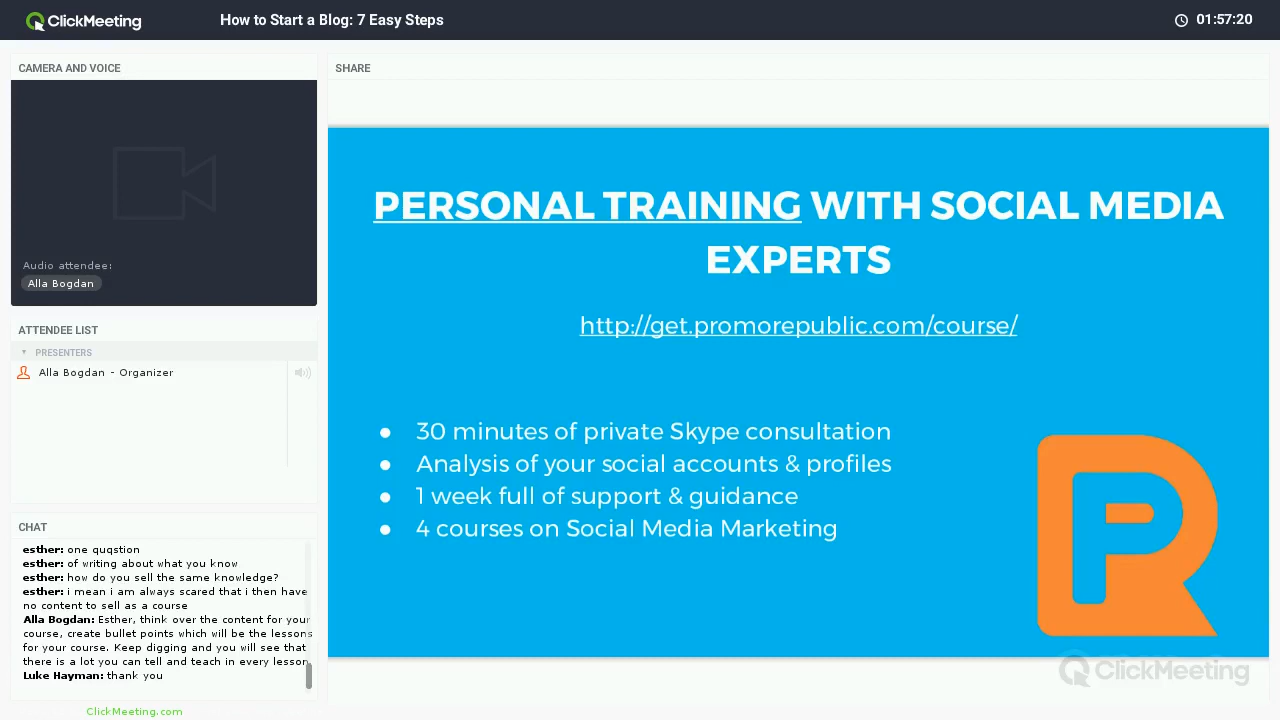 ClickMeeting
How to Start a Blog: 7 Easy Steps
01:57:20
CAMERA AND VOICE
Audio attendee:
Alla Bogdan
ATTENDEE LIST
PRESENTERS
Alla Bogdan - Organizer
CHAT
esther: one quqstion
esther: of writing about what you know
esther: how do you sell the same knowledge?
esther: i mean i am always scared that i then have
no content to sell as a course
Alla Bogdan: Esther, think over the content for your
course, create bullet points which will be the lessons
for your course. Keep digging and you will see that
there is a lot you can tell and teach in every lesson
Luke Hayman: thank you
ClickMeeting.com
SHARE
PERSONAL TRAINING WITH SOCIAL MEDIA
EXPERTS
http://get.promorepublic.com/course/
● 30 minutes of private Skype consultation
● Analysis of your social accounts & profiles
● 1 week full of support & guidance
● 4 courses on Social Media Marketing
ClickMeeting